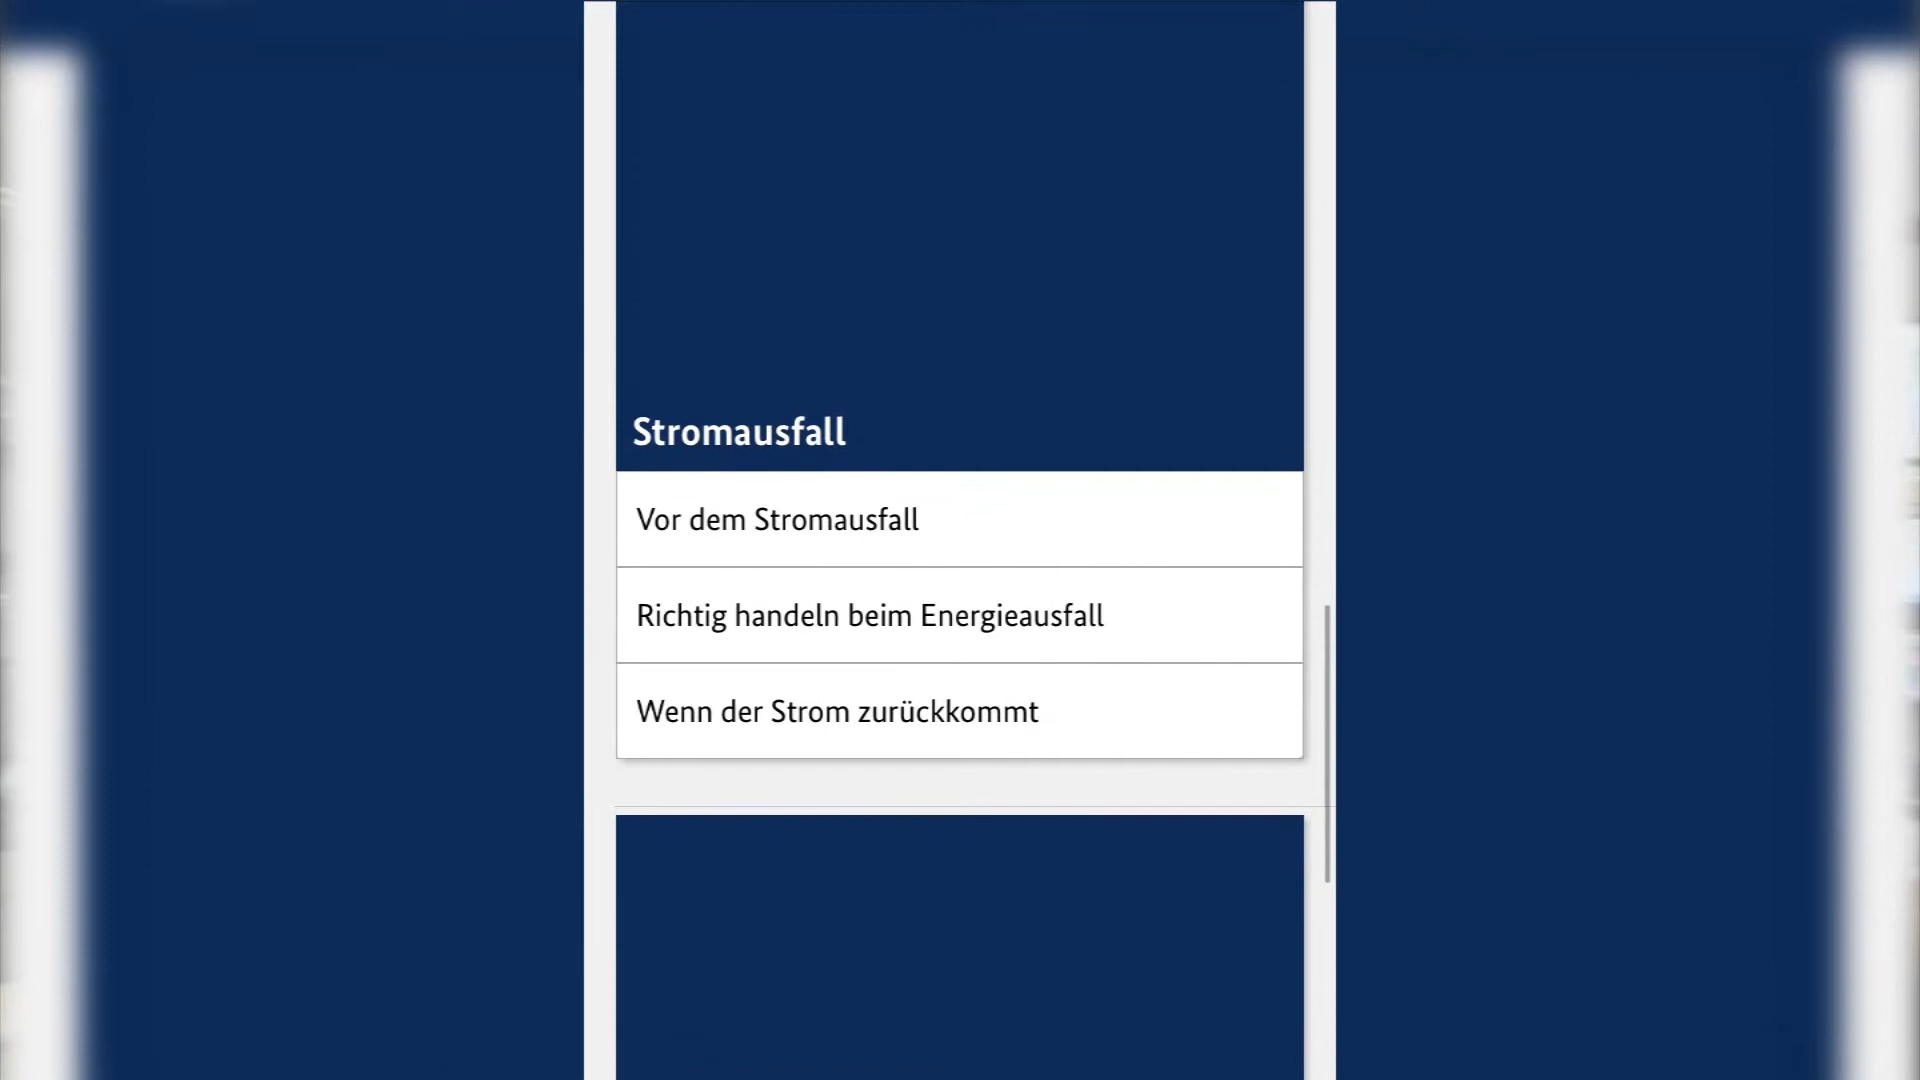 Stromausfall
Vor dem Stromausfall
Richtig handeln beim Energieausfall
Wenn der Strom zurückkommt